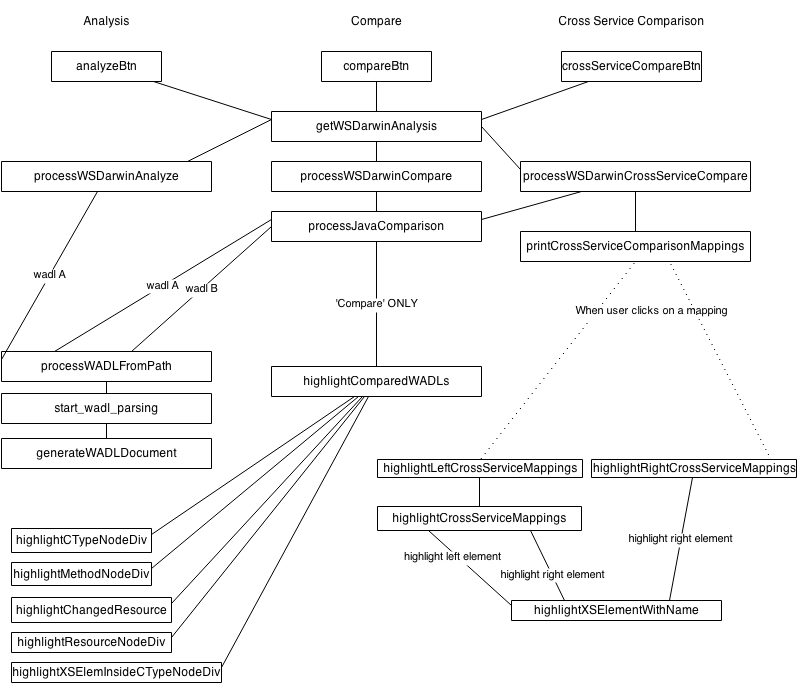 Analysis
Compare
Cross Service Comparison
analyzeBtn
compareBtn
crossServiceCompareBtn
getWSDarwinAnalysis
processWSDarwinAnalyze
processWSDarwinCompare
processWSDarwinCrossServiceCompare
processJavaComparison
printCrossServiceComparisonMappings
wadl A
wadl A
wadl B
'Compare' ONLY
When user clicks on a mapping
processWADLFromPath
highlightComparedWADLs
start_wadl_parsing
generateWADLDocument
highlightLeftCrossServiceMappings
highlightRightCrossServiceMappings
highlightCrossServiceMappings
highlightCTypeNodeDiv
highlight left element
highlight right element
highlight right element
highlightMethodNodeDiv
highlightChangedResource
highlightXSElementWithName
highlightResourceNodeDiv
highlightXSElemInsideCTypeNodeDiv